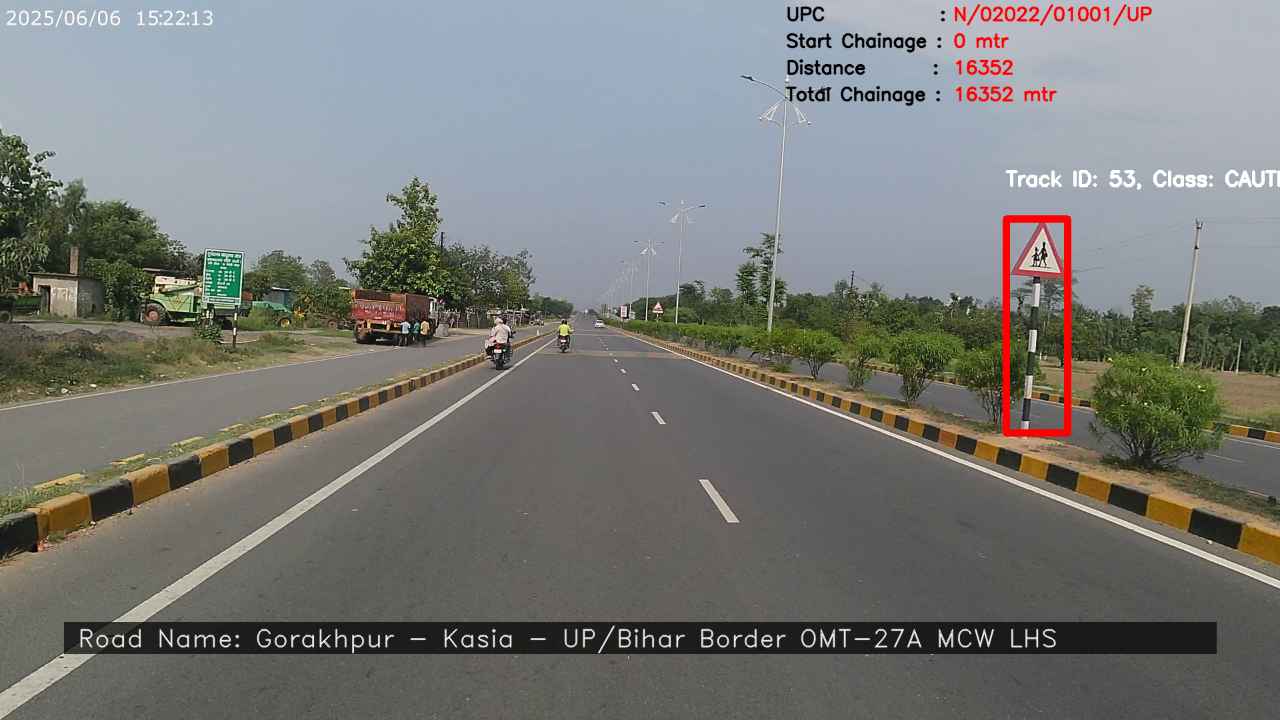 2025/06/06 15:22:13
UPC : N/02022/01001/UP
Start Chainage : 0 mtr
Distance : 16352
Total Chainage : 16352 mtr
Track ID: 53, Class: CAUTI
Road Name: Gorakhpur - Kasia - UP/Bihar Border OMT-27A MCW LHS